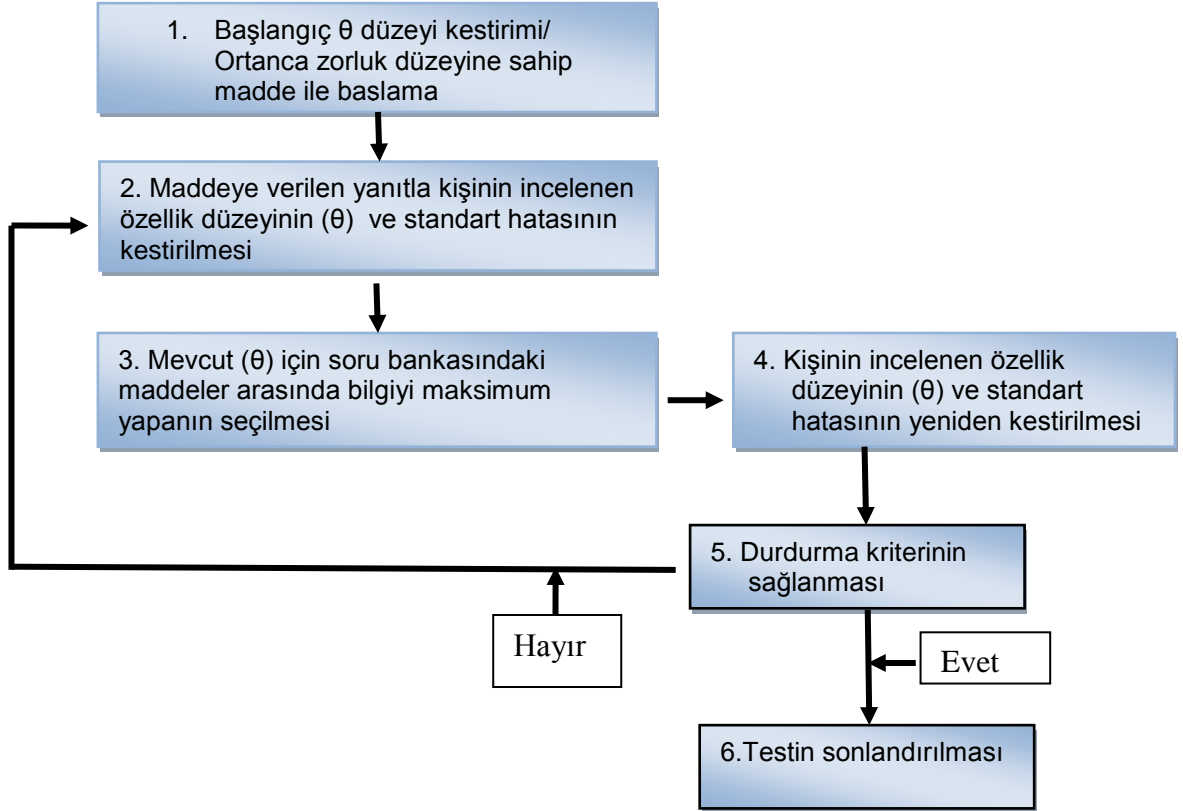 1. Başlangıç θ düzeyi kestirimi/
Ortanca zorluk düzeyine sahip
madde ile baslama
2. Maddeye verilen yanıtla kişinin incelenen
özellik düzeyinin (θ) ve standart hatasının
kestirilmesi
3. Mevcut (θ) için soru bankasındaki
maddeler arasında bilgiyi maksimum
yapanın seçilmesi
4. Kişinin incelenen özellik
düzeyinin (θ) ve standart
hatasının yeniden kestirilmesi
5. Durdurma kriterinin
sağlanması
Hayır
Evet
6.Testin sonlandırılması